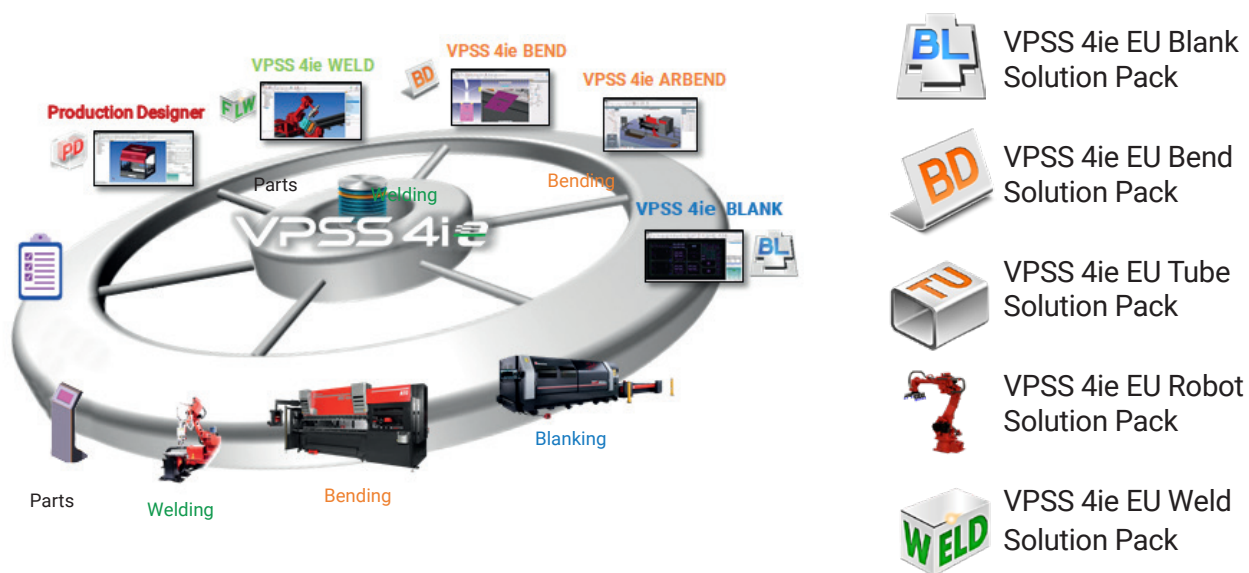 VPSS 4ie BEND
VPSS 4ie WELD
BD
VPSS 4ie ARBEND
FLW
Production Designer
PD
Parts
Welding
Bending
VPSS 4ie BLANK
VPSS 4ie
BL
Blanking
Bending
Parts
Welding
BL
VPSS 4ie EU Blank
Solution Pack
BD
VPSS 4ie EU Bend
Solution Pack
TU
VPSS 4ie EU Tube
Solution Pack
VPSS 4ie EU Robot
Solution Pack
WELD
VPSS 4ie EU Weld
Solution Pack